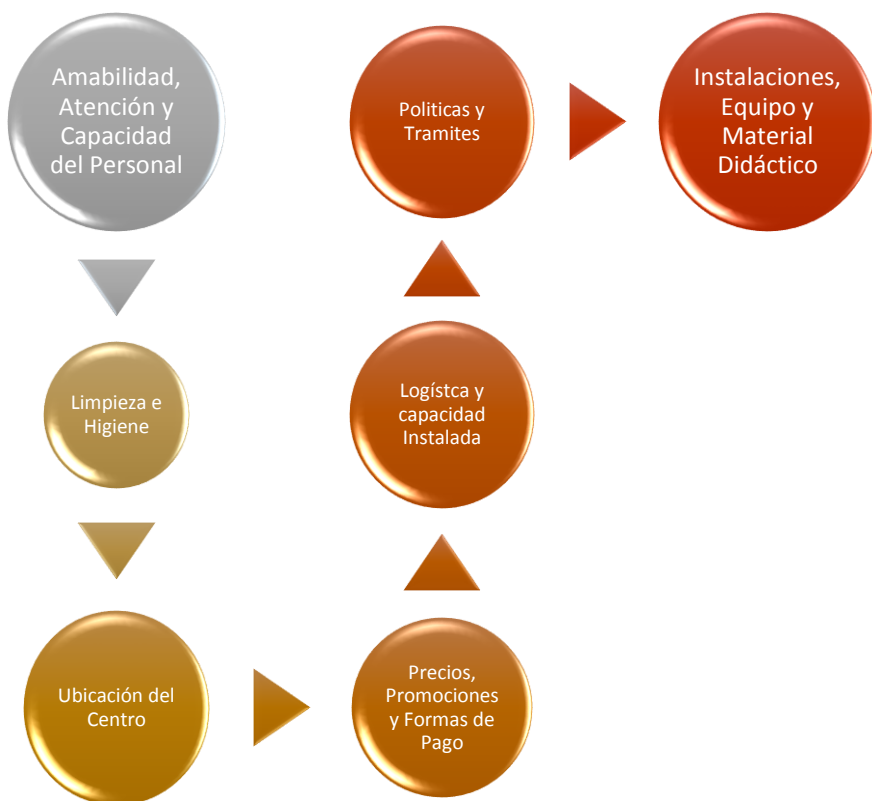 Amabilidad,
Atención y
Capacidad
del Personal
Limpieza e
Higiene
Ubicación del
Centro
Precios,
Promociones
y Formas de
Pago
Logístca y
capacidad
Instalada
Politicas y
Tramites
Instalaciones,
Equipo y
Material
Didáctico